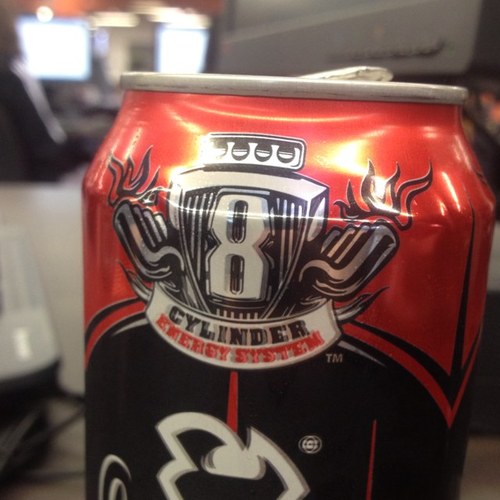 8
CYLINDER
ENERGY SYSTEM
TM